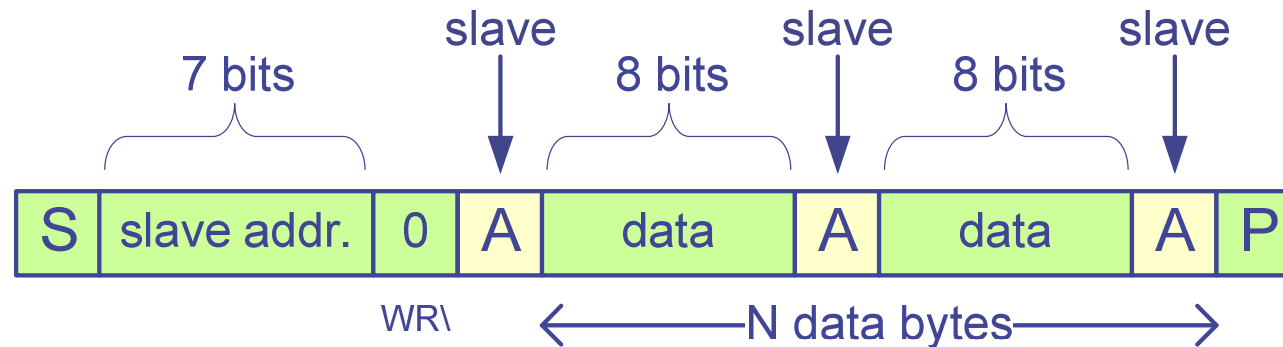 slave slave slave
7 bits 8 bits 8 bits
S slave addr. 0 A data A data A P
WR\ N data bytes